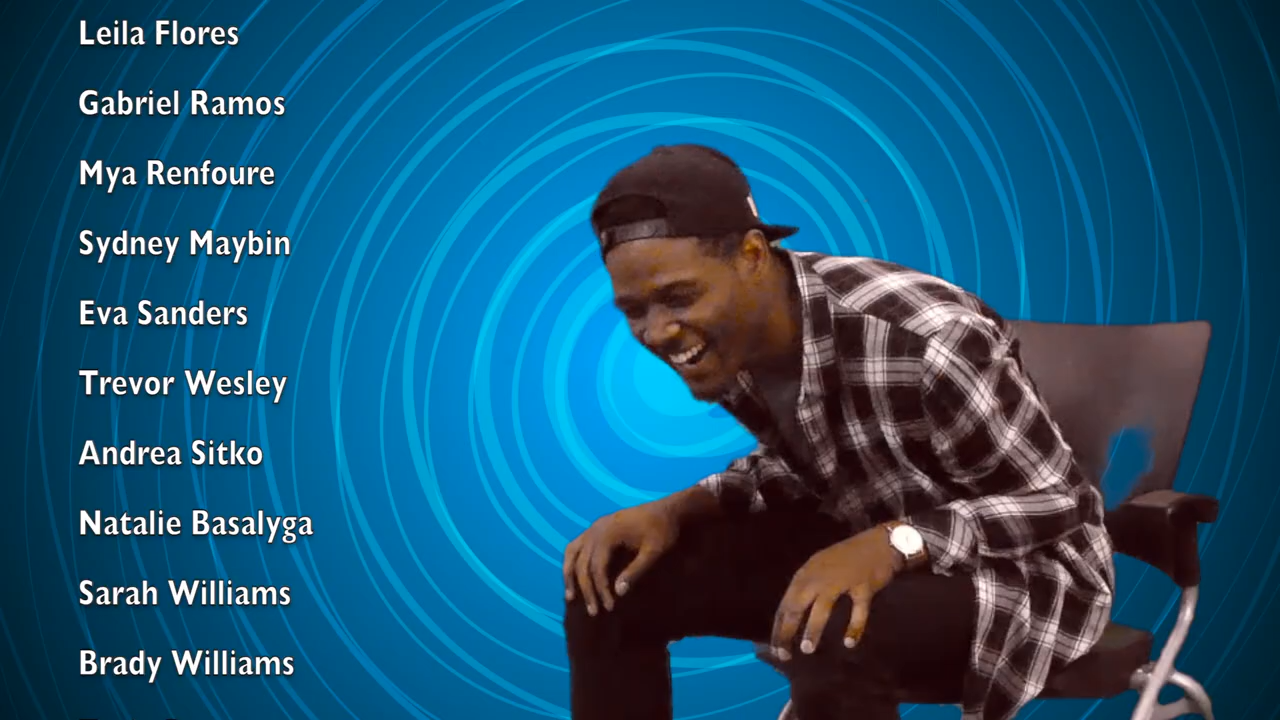 Leila Flores
Gabriel Ramos
Mya Renfoure
Sydney Maybin
Eva Sanders
Trevor Wesley
Andrea Sitko
Natalie Basalyga
Sarah Williams
Brady Williams